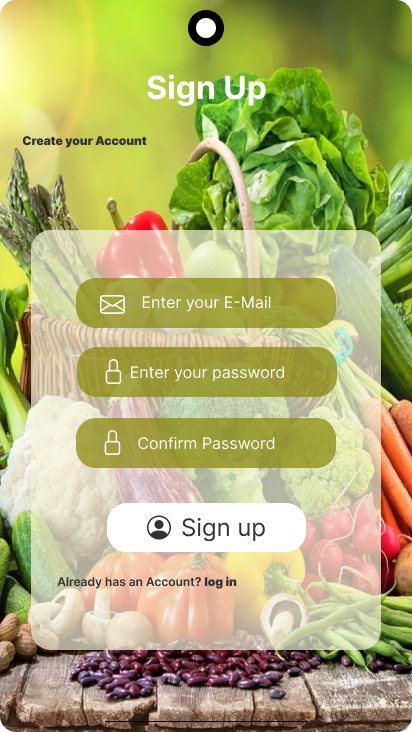 Sign Up
Create your Account
Enter your E-Mail
Enter your password
Confirm Password
Sign up
Already has an Account? log in